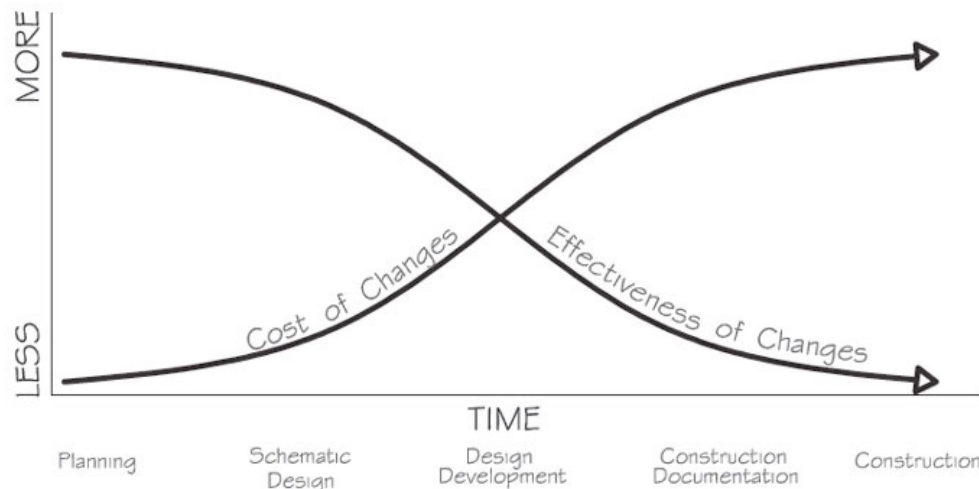 MORE
LESS
Cost of Changes
Effectiveness of Changes
TIME
Planning
Schematic
Design
Design
Development
Construction
Documentation
Construction